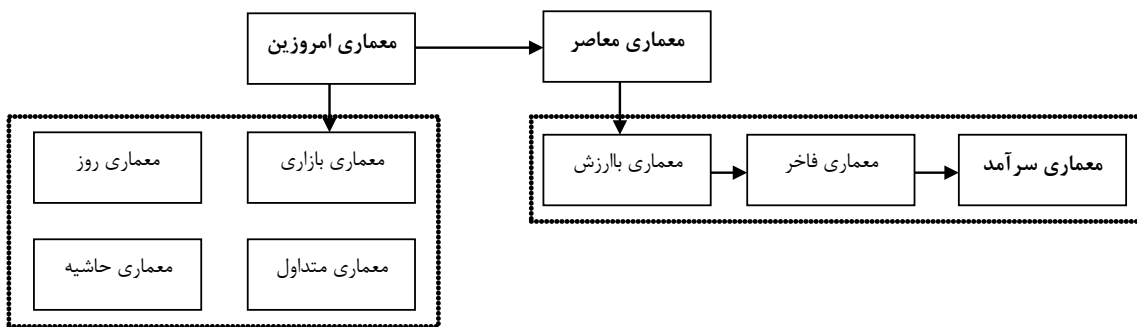 معماری معاصر
معماری امروزین
معماری سرآمد
معماری فاخر
معماری باارزش
معماری بازاری
معماری روز
معماری متداول
معماری حاشیه